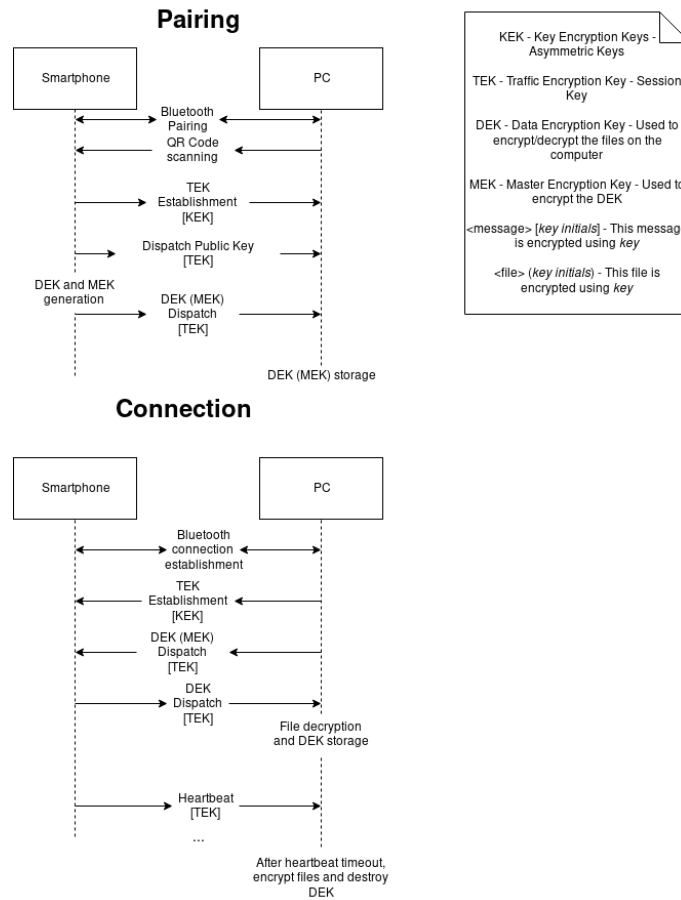 Pairing
Smartphone
PC
Bluetooth
Pairing
QR Code
scanning
TEK
Establishment
[KEK]
Dispatch Public Key
[TEK]
DEK and MEK
generation
DEK (MEK)
Dispatch
[TEK]
DEK (MEK) storage
KEK - Key Encryption Keys -
Asymmetric Keys
TEK - Traffic Encryption Key - Session
Key
DEK - Data Encryption Key - Used to
encrypt/decrypt the files on the
computer
MEK - Master Encryption Key - Used to
encrypt the DEK
<message> [key initials] - This message
is encrypted using key
<file> (key initials) - This file is
encrypted using key
Connection
Smartphone
PC
Bluetooth
connection
establishment
TEK
Establishment
[KEK]
DEK (MEK)
Dispatch
[TEK]
DEK
Dispatch
[TEK]
File decryption
and DEK storage
Heartbeat
[TEK]
...
After heartbeat timeout,
encrypt files and destroy
DEK